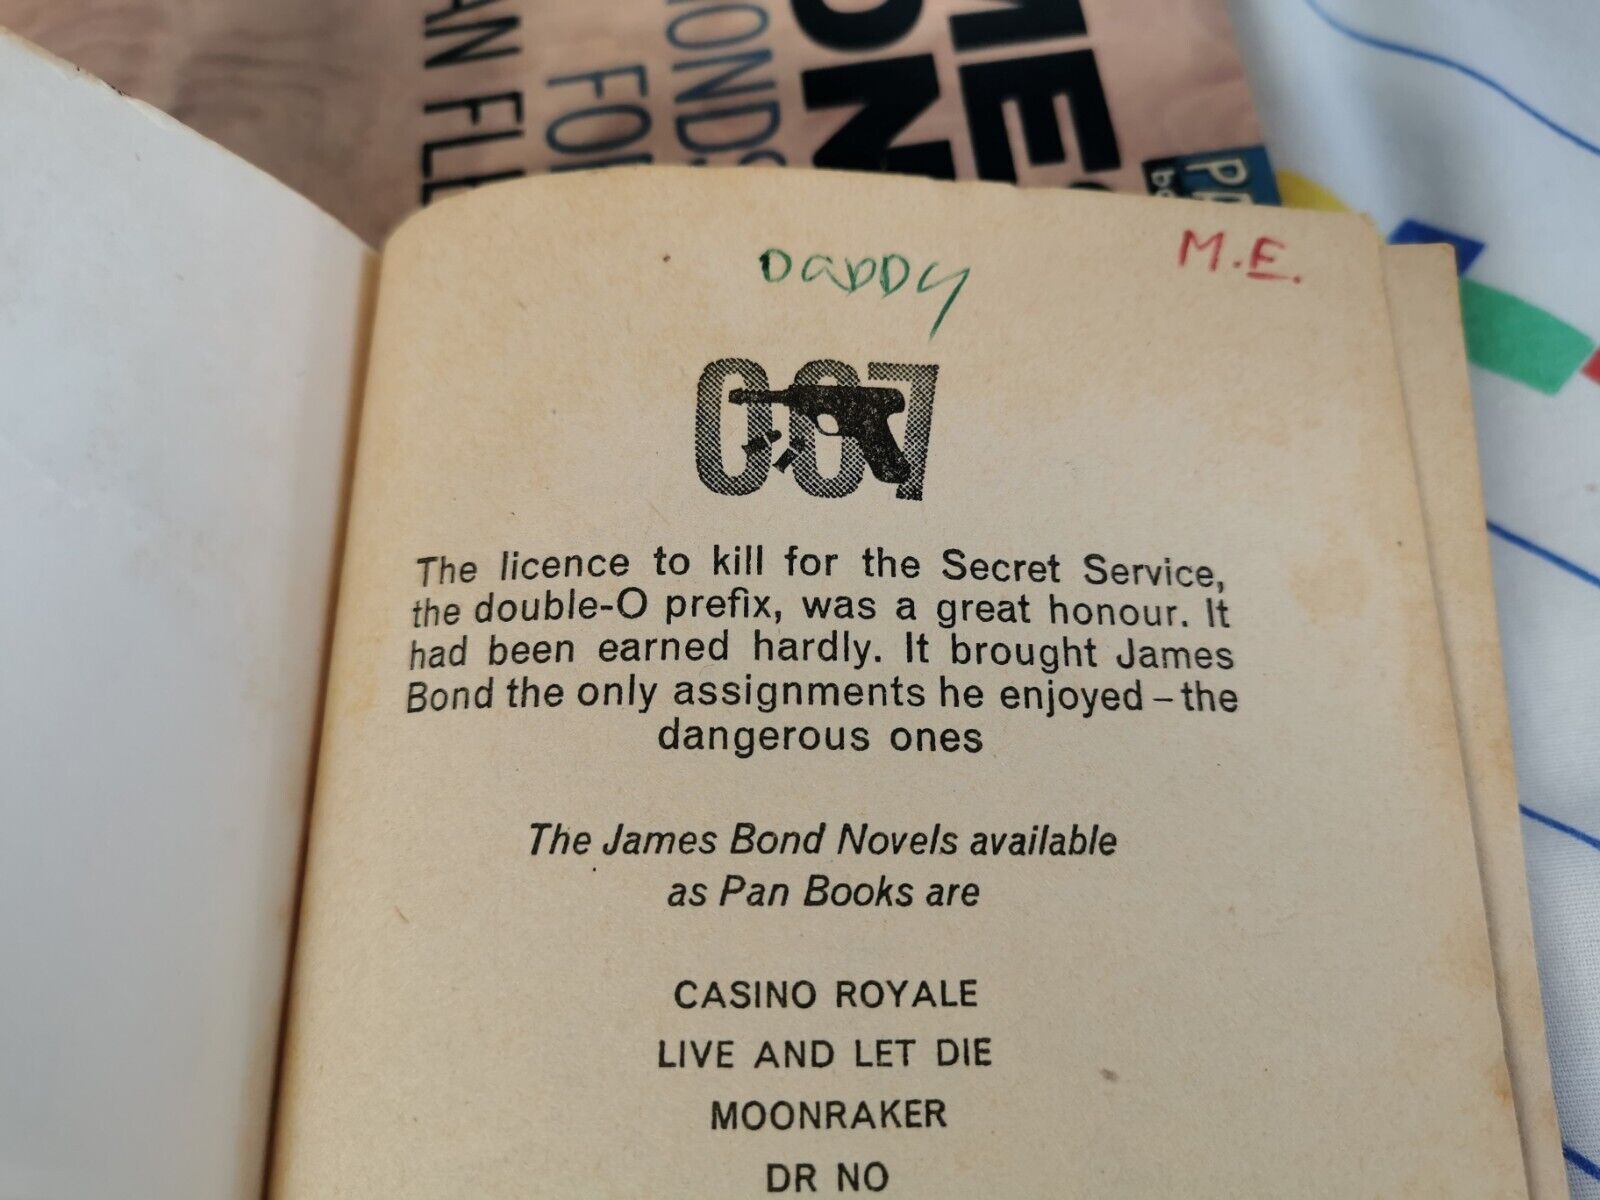 DaDDy
M.E.
007
The licence to kill for the Secret Service,
the double-O prefix, was a great honour. It
had been earned hardly. It brought James
Bond the only assignments he enjoyed – the
dangerous ones
The James Bond Novels available
as Pan Books are
CASINO ROYALE
LIVE AND LET DIE
MOONRAKER
DR NO